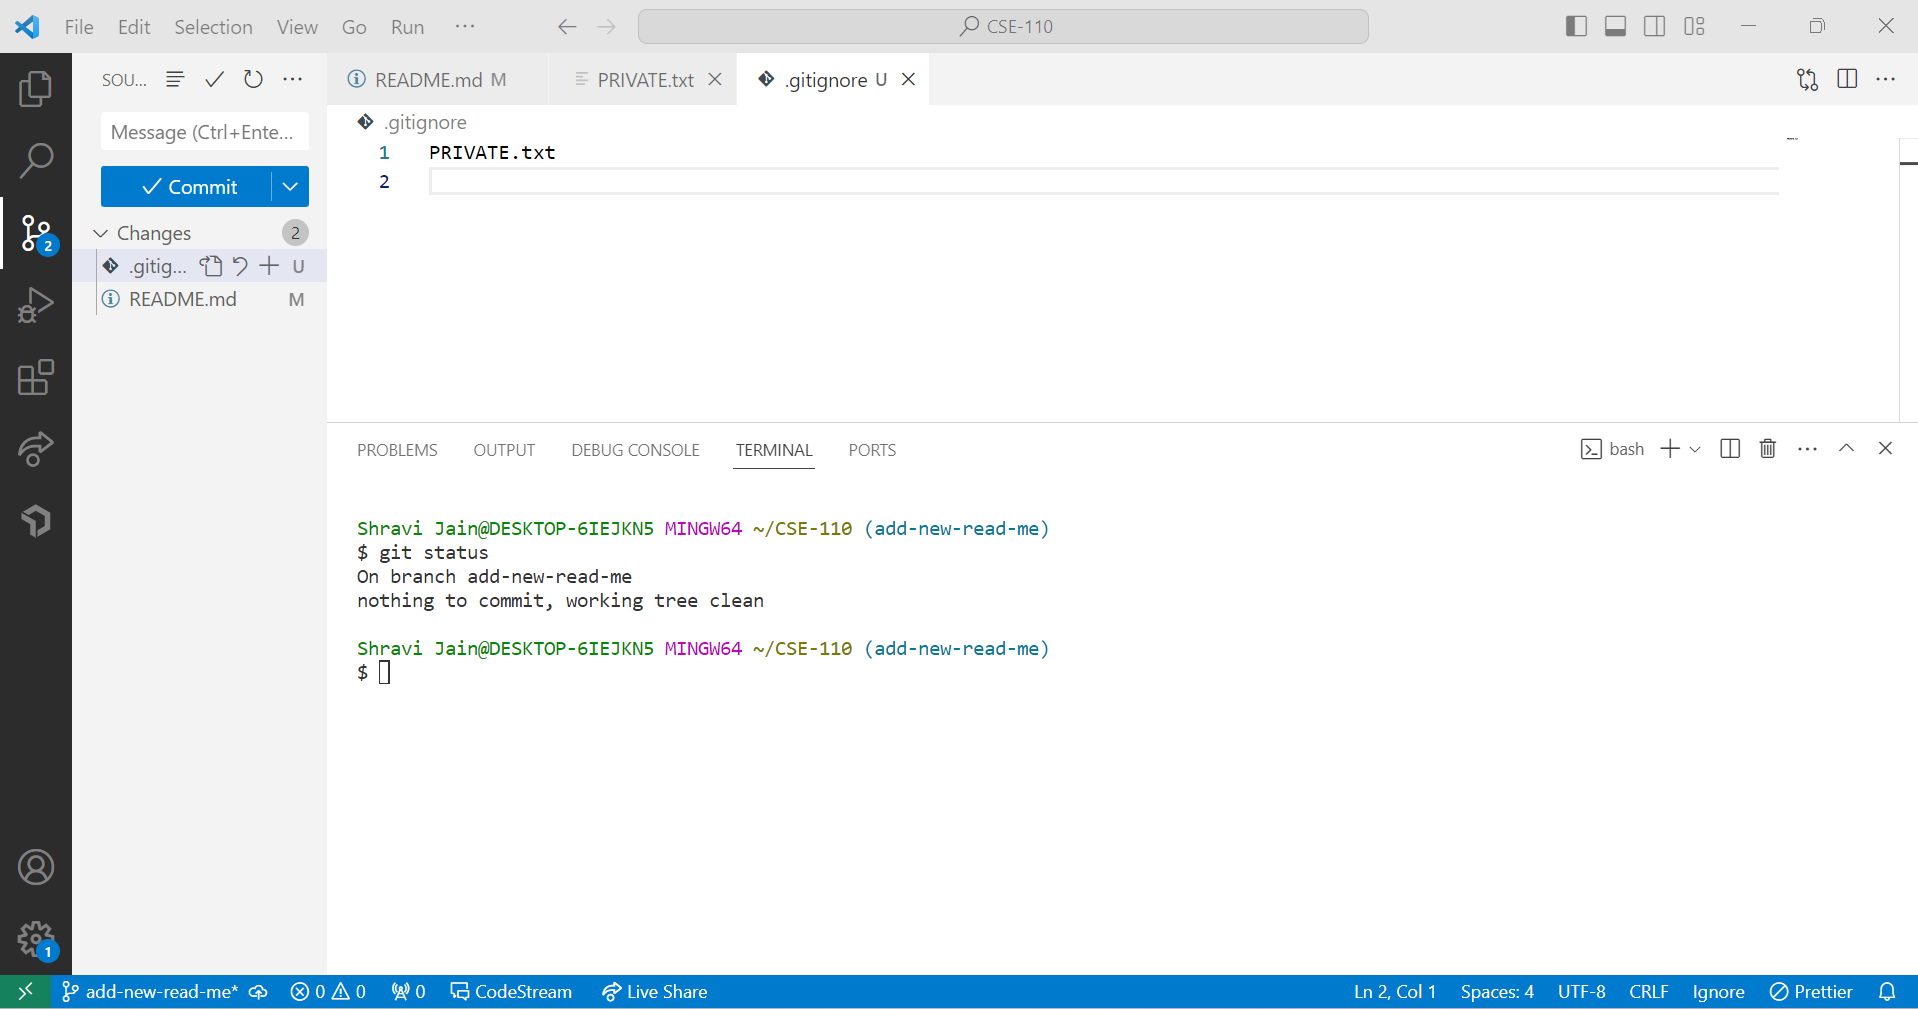 File Edit Selection View Go Run ··· CSE-110
SOU... ···
README.md M PRIVATE.txt .gitignore U ···
Message (Ctrl+Ente...
.gitignore
1 PRIVATE.txt
2
Commit
Changes 2
.gitig... U
README.md M
2
PROBLEMS OUTPUT DEBUG CONSOLE TERMINAL PORTS bash ···
Shravi Jain@DESKTOP-6IEJKN5 MINGW64 ~/CSE-110 (add-new-read-me)
$ git status
On branch add-new-read-me
nothing to commit, working tree clean
Shravi Jain@DESKTOP-6IEJKN5 MINGW64 ~/CSE-110 (add-new-read-me)
$
1
add-new-read-me* 0 0 0 CodeStream Live Share Ln 2, Col 1 Spaces: 4 UTF-8 CRLF Ignore Prettier